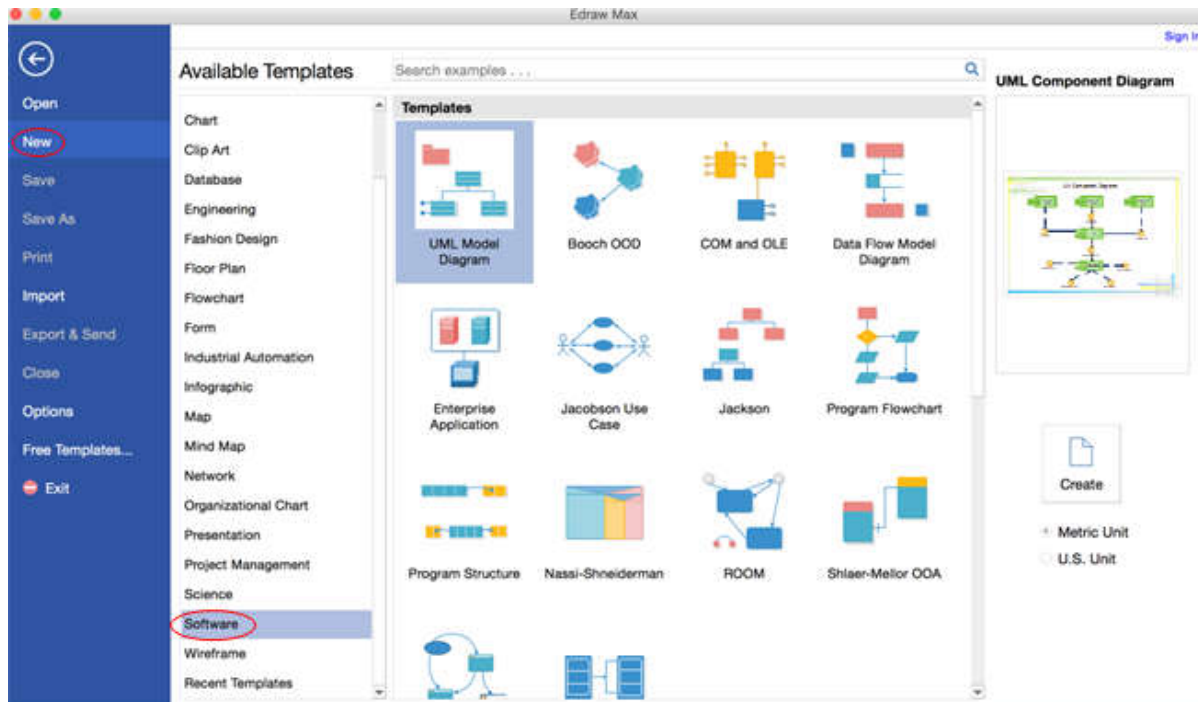 Edraw Max
Sign In
Open
New
Save
Save As
Print
Import
Export & Send
Close
Options
Free Templates...
Exit
Available Templates
Chart
Clip Art
Database
Engineering
Fashion Design
Floor Plan
Flowchart
Form
Industrial Automation
Infographic
Map
Mind Map
Network
Organizational Chart
Presentation
Project Management
Science
Software
Wireframe
Recent Templates
Search examples . . .
Templates
UML Model
Diagram
Booch OOD
COM and OLE
Data Flow Model
Diagram
Enterprise
Application
Jacobson Use
Case
Jackson
Program Flowchart
Program Structure
Nassi-Shneiderman
ROOM
Shlaer-Mellor OOA
UML Component Diagram
Create
Metric Unit
U.S. Unit